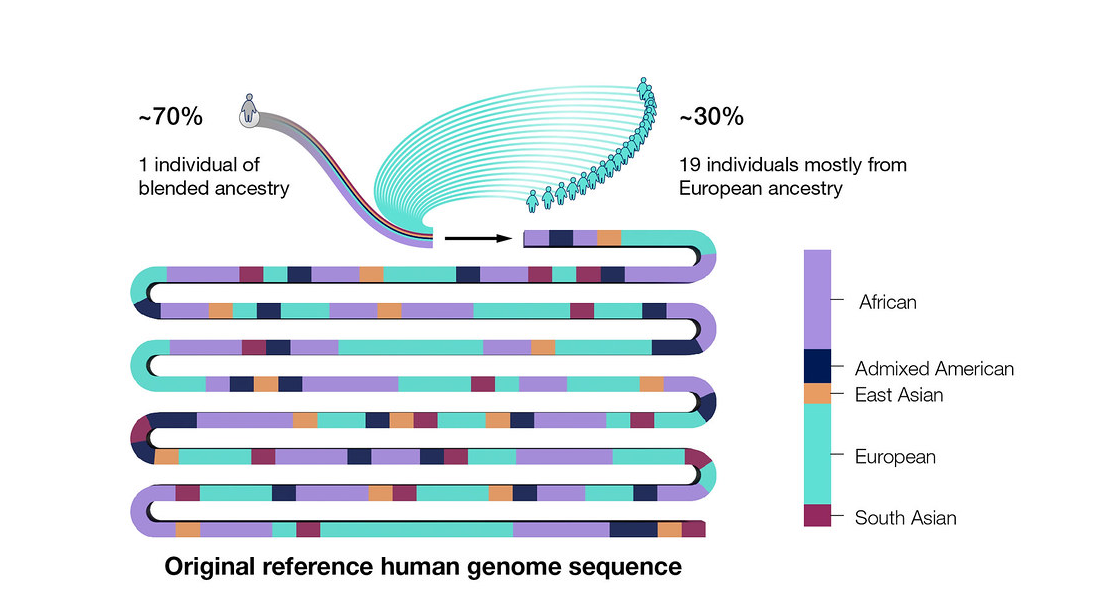 ~70%
1 individual of
blended ancestry
~30%
19 individuals mostly from
European ancestry
African
Admixed American
East Asian
European
South Asian
Original reference human genome sequence